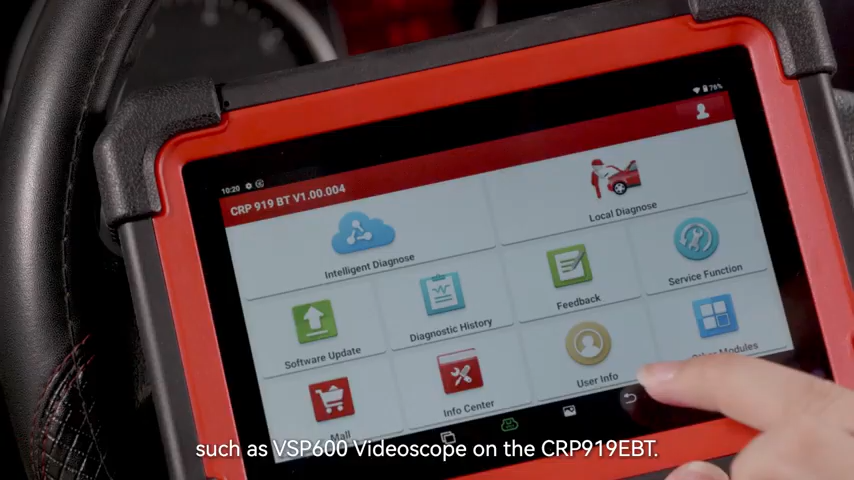 76%
10:20
CRP 919 BT V1.00.004
Local Diagnose
Intelligent Diagnose
Service Function
Feedback
Diagnostic History
Software Update
Other Modules
User Info
Info Center
Mall
such as VSP600 Videoscope on the CRP919EBT.